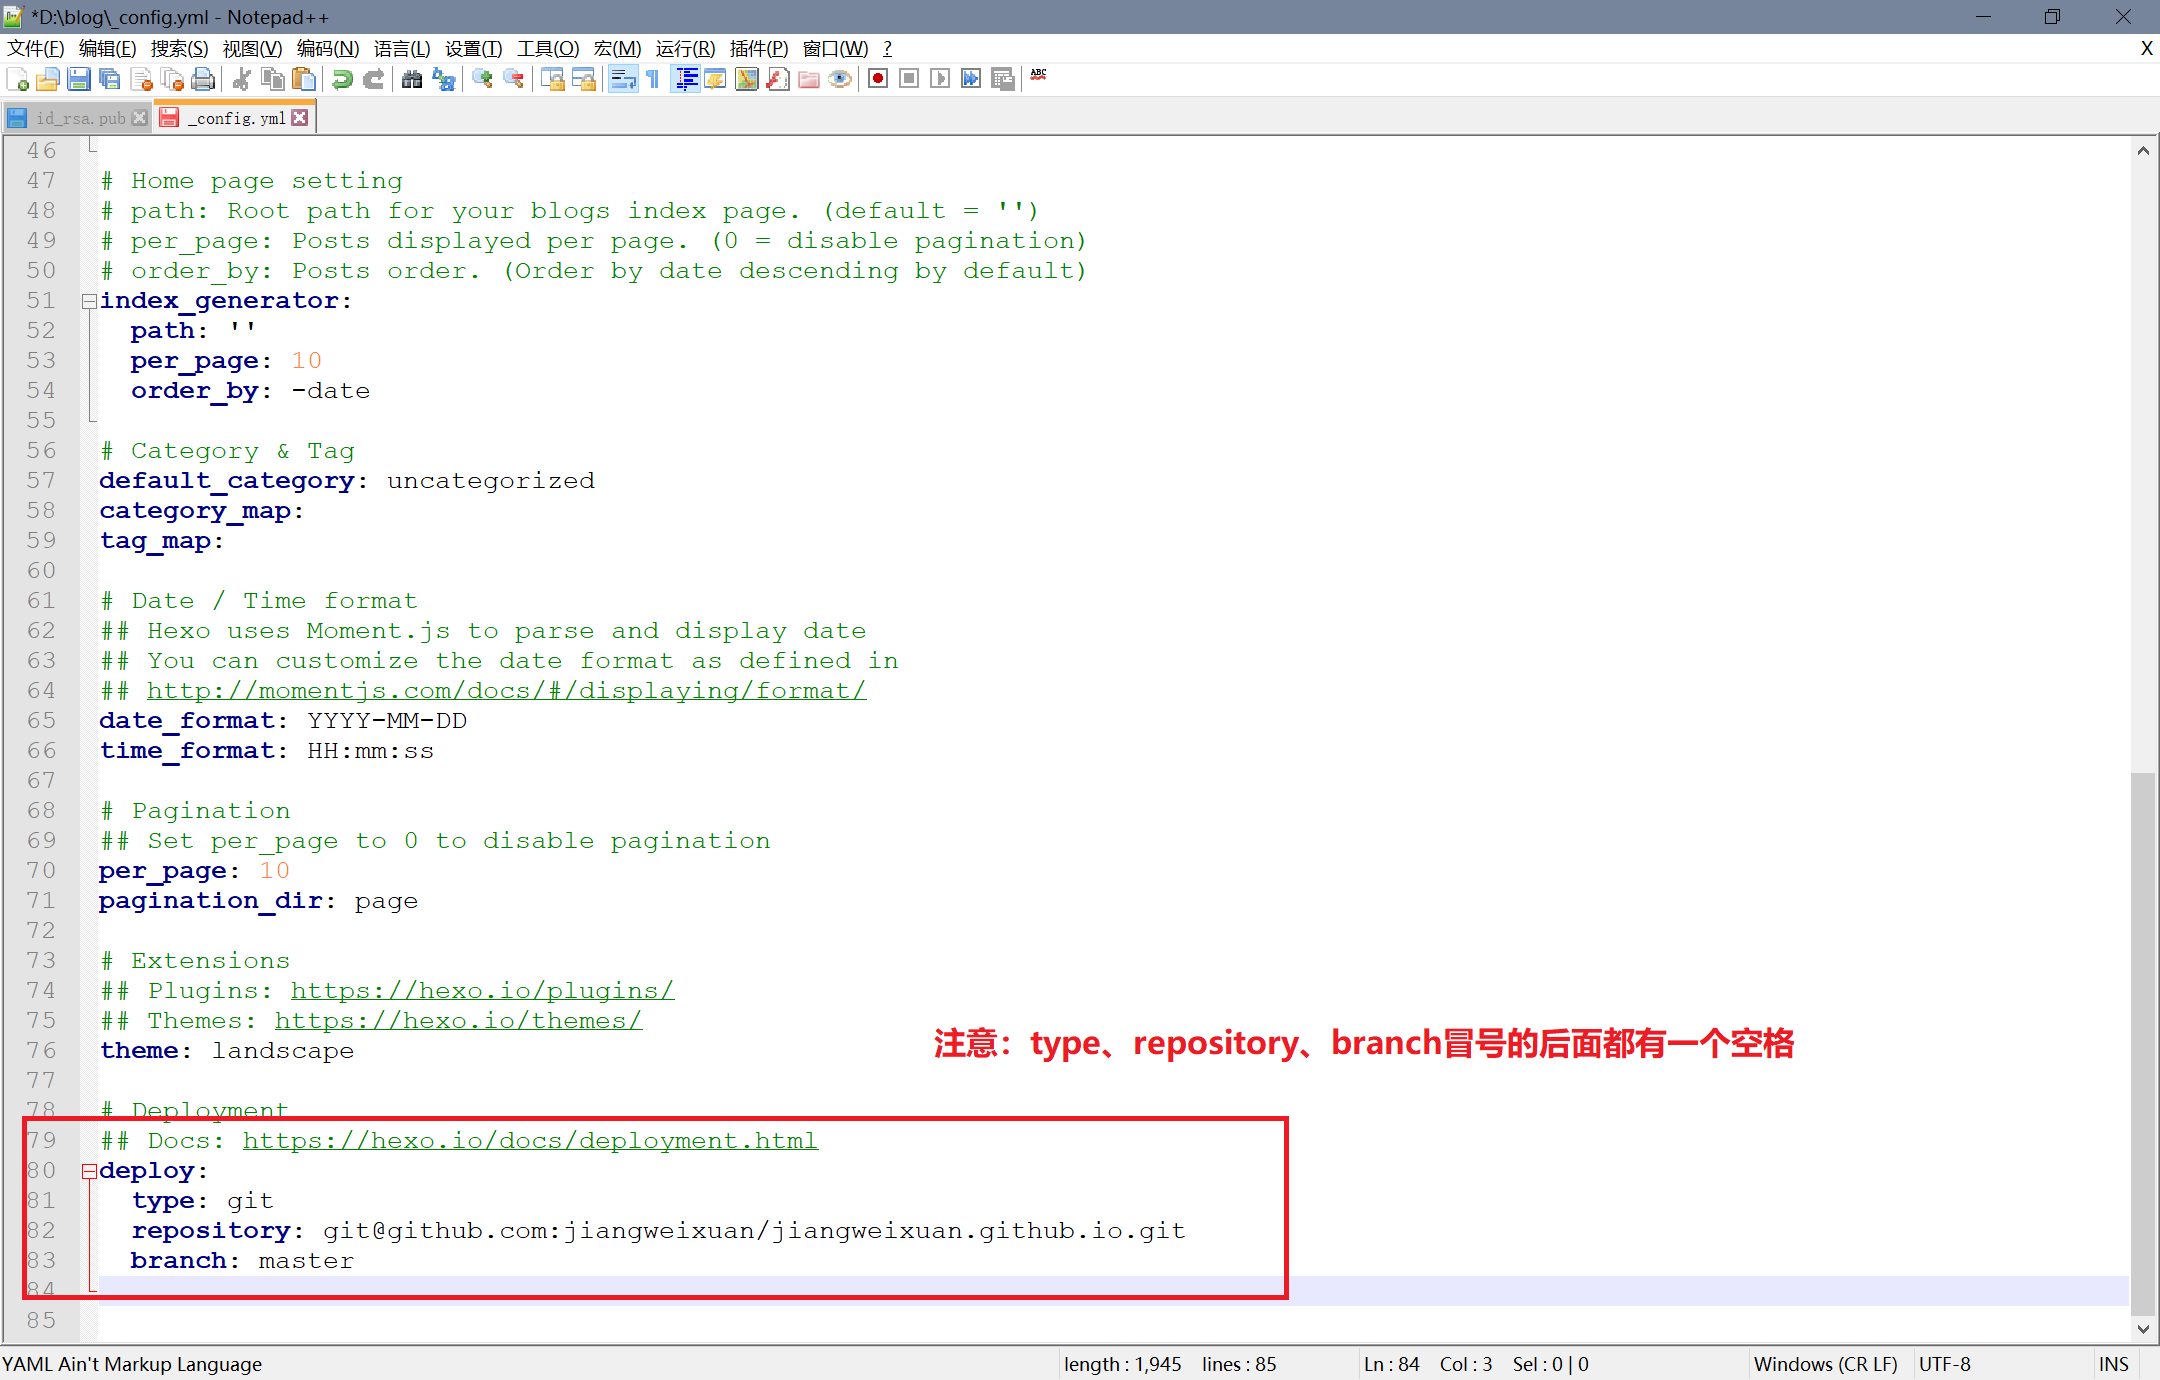 *D:\blog\_config.yml - Notepad++
文件(F) 编辑(E) 搜索(S) 视图(V) 编码(N) 语言(L) 设置(T) 工具(O) 宏(M) 运行(R) 插件(P) 窗口(W) ? X
ABC
id_rsa.pub _config.yml
46
47 # Home page setting
48 # path: Root path for your blogs index page. (default = '')
49 # per_page: Posts displayed per page. (0 = disable pagination)
50 # order_by: Posts order. (Order by date descending by default)
51 index_generator:
52 path: ''
53 per_page: 10
54 order_by: -date
55
56 # Category & Tag
57 default_category: uncategorized
58 category_map:
59 tag_map:
60
61 # Date / Time format
62 ## Hexo uses Moment.js to parse and display date
63 ## You can customize the date format as defined in
64 ## http://momentjs.com/docs/#/displaying/format/
65 date_format: YYYY-MM-DD
66 time_format: HH:mm:ss
67
68 # Pagination
69 ## Set per_page to 0 to disable pagination
70 per_page: 10
71 pagination_dir: page
72
73 # Extensions
74 ## Plugins: https://hexo.io/plugins/
75 ## Themes: https://hexo.io/themes/
注意：type、repository、branch冒号的后面都有一个空格
76 theme: landscape
77
78 # Deployment
79 ## Docs: https://hexo.io/docs/deployment.html
80 deploy:
81 type: git
82 repository: git@github.com:jiangweixuan/jiangweixuan.github.io.git
83 branch: master
84
85
YAML Ain't Markup Language length : 1,945 lines : 85 Ln : 84 Col : 3 Sel : 0 | 0 Windows (CR LF) UTF-8 INS